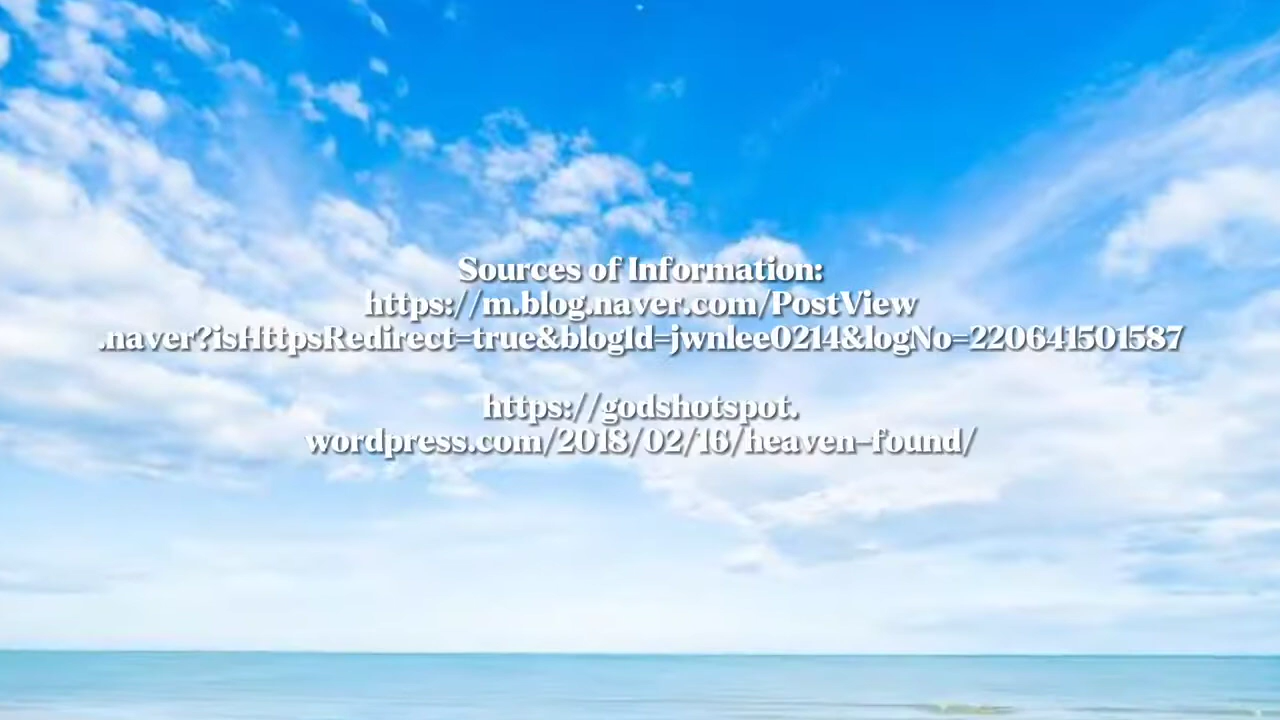 Sources of Information:
https://m.blog.naver.com/PostView
.naver?isHttpsRedirect=true&blogId=jwnlee0214&logNo=220641501587
https://godshotspot.
wordpress.com/2018/02/16/heaven-found/